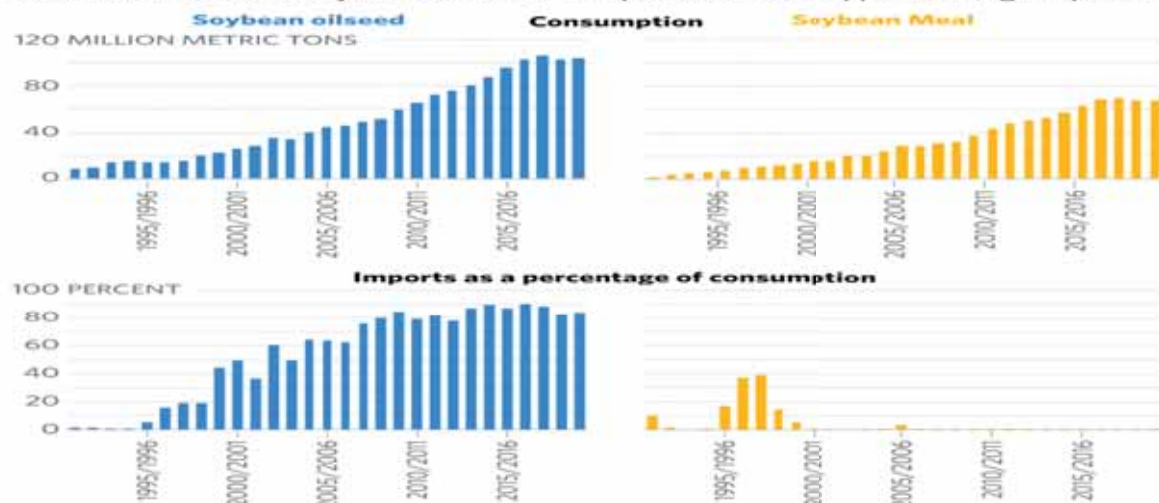 Soybean oilseed Consumption Soybean Meal
120 MILLION METRIC TONS
80
40
0
1995/1996 2000/2001 2005/2006 2010/2011 2015/2016 1995/1996 2000/2001 2005/2006 2010/2011 2015/2016
Imports as a percentage of consumption
100 PERCENT
80
60
40
20
0
1995/1996 2000/2001 2005/2006 2010/2011 2015/2016 1995/1996 2000/2001 2005/2006 2010/2011 2015/2016